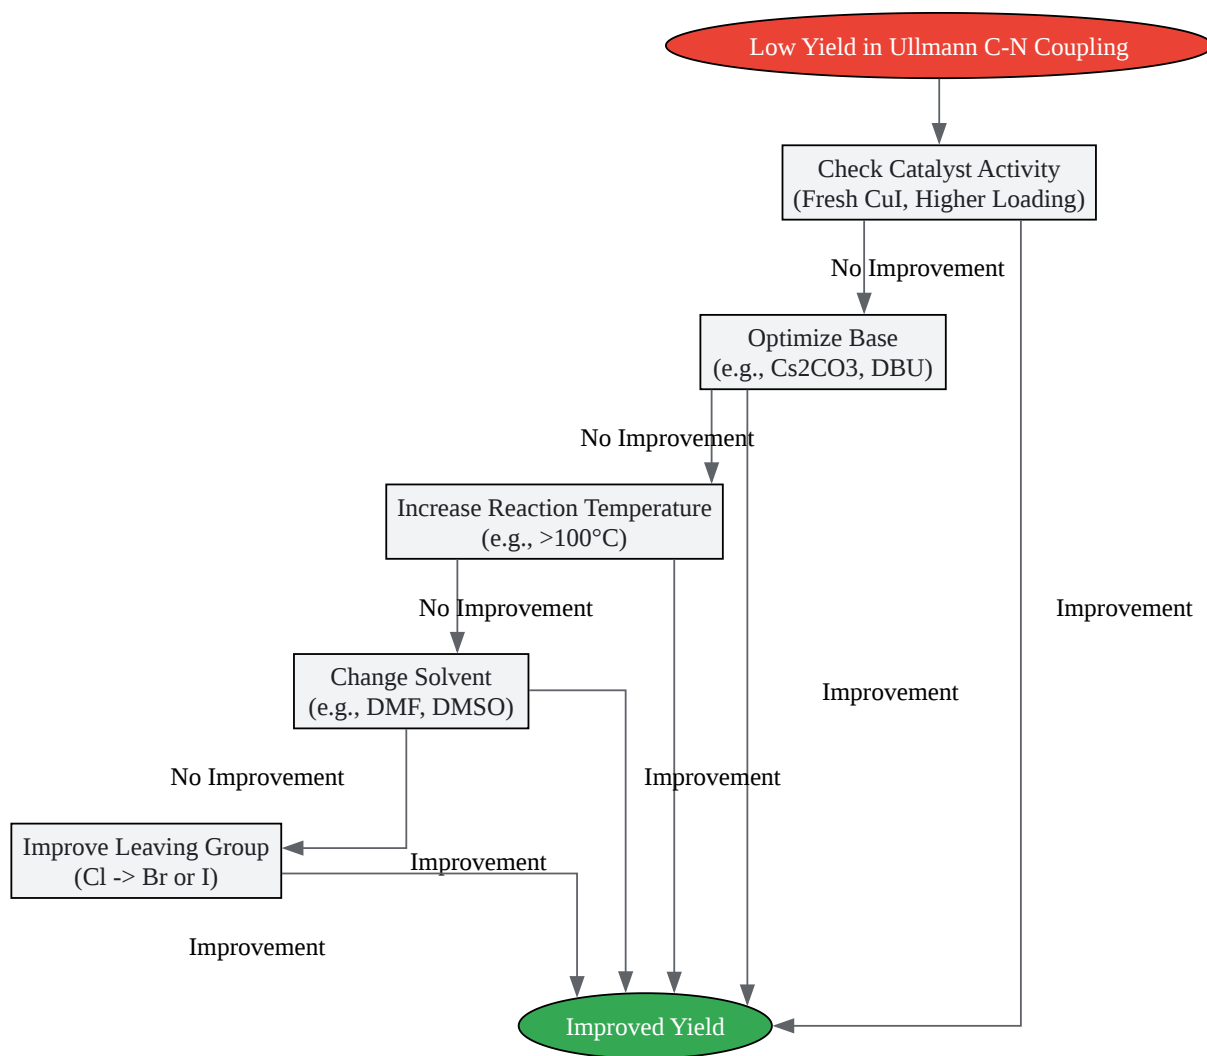 Low Yield in Ullmann C-N Coupling
Check Catalyst Activity
(Fresh CuI, Higher Loading)
No Improvement
Optimize Base
(e.g., Cs2CO3, DBU)
No Improvement
Increase Reaction Temperature
(e.g., >100°C)
No Improvement
Improvement
Change Solvent
(e.g., DMF, DMSO)
Improvement
No Improvement
Improvement
Improve Leaving Group
(Cl -> Br or I)
Improvement
Improvement
Improved Yield